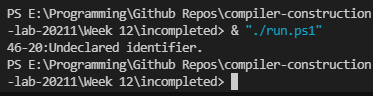 PS E:\Programming\Github Repos\compiler-construction
-lab-20211\Week 12\incompleted> & "./run.ps1"
46-20:Undeclared identifier.
PS E:\Programming\Github Repos\compiler-construction
-lab-20211\Week 12\incompleted>